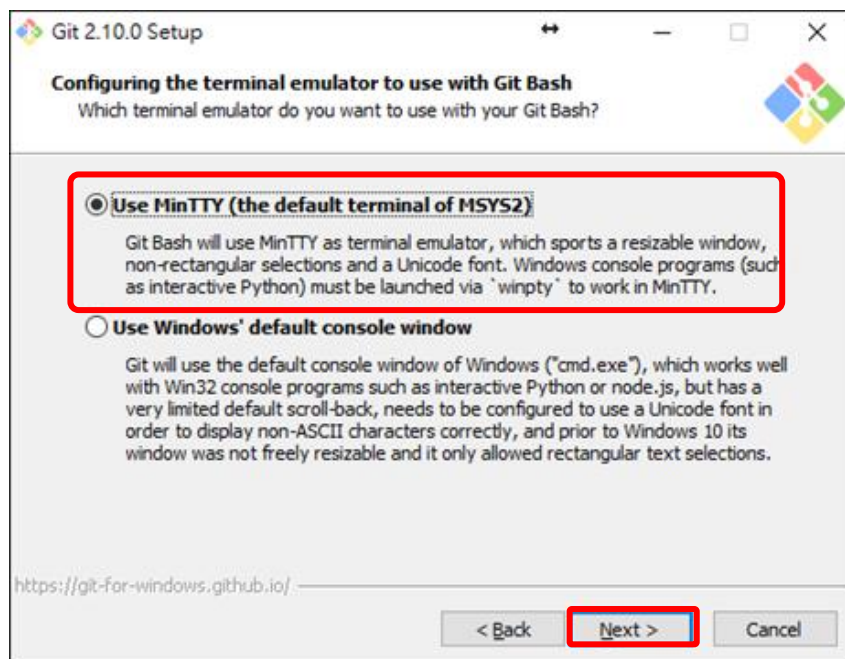 Git 2.10.0 Setup
Configuring the terminal emulator to use with Git Bash
Which terminal emulator do you want to use with your Git Bash?
Use MinTTY (the default terminal of MSYS2)
Git Bash will use MinTTY as terminal emulator, which sports a resizable window,
non-rectangular selections and a Unicode font. Windows console programs (such
as interactive Python) must be launched via `winpty` to work in MinTTY.
Use Windows' default console window
Git will use the default console window of Windows ("cmd.exe"), which works well
with Win32 console programs such as interactive Python or node.js, but has a
very limited default scroll-back, needs to be configured to use a Unicode font in
order to display non-ASCII characters correctly, and prior to Windows 10 its
window was not freely resizable and it only allowed rectangular text selections.
https://git-for-windows.github.io/
< Back Next > Cancel